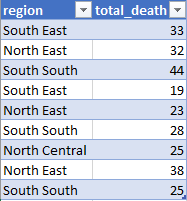 region total_death
South East 33
North East 32
South South 44
South East 19
North East 23
South South 28
North Central 25
North East 38
South South 25